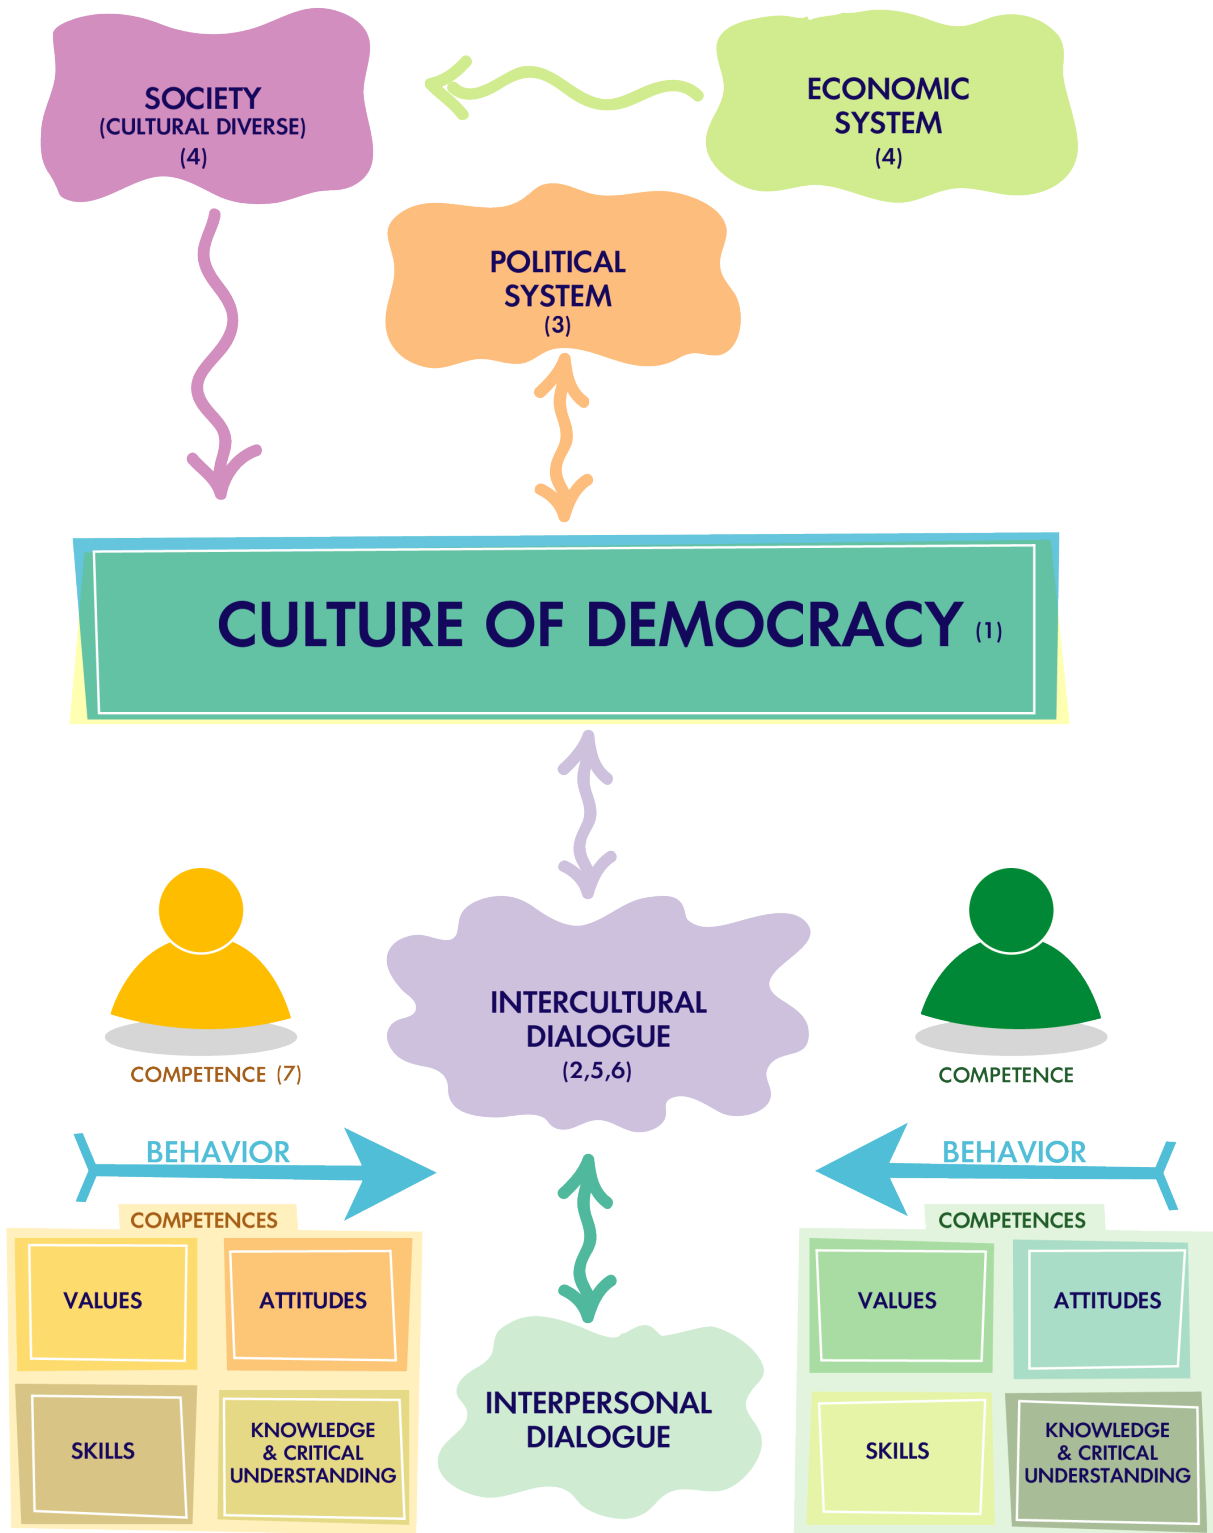 SOCIETY
(CULTURAL DIVERSE)
(4)
ECONOMIC
SYSTEM
(4)
POLITICAL
SYSTEM
(3)
CULTURE OF DEMOCRACY (1)
INTERCULTURAL
DIALOGUE
(2,5,6)
COMPETENCE (7)
COMPETENCE
BEHAVIOR
BEHAVIOR
COMPETENCES
VALUES
ATTITUDES
SKILLS
KNOWLEDGE
& CRITICAL
UNDERSTANDING
INTERPERSONAL
DIALOGUE
COMPETENCES
VALUES
ATTITUDES
SKILLS
KNOWLEDGE
& CRITICAL
UNDERSTANDING